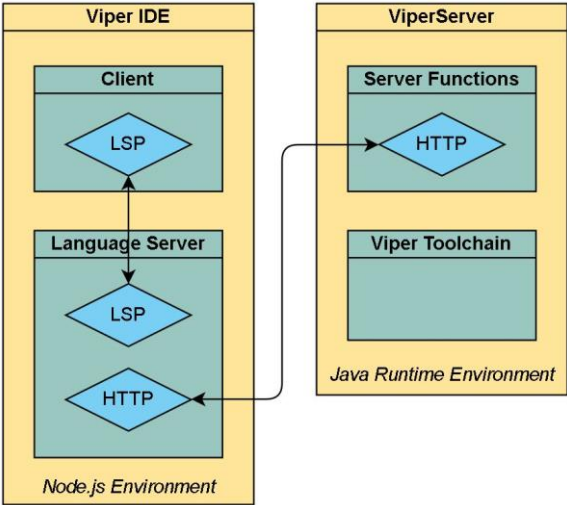 Viper IDE
Client
LSP
Language Server
LSP
HTTP
Node.js Environment
ViperServer
Server Functions
HTTP
Viper Toolchain
Java Runtime Environment